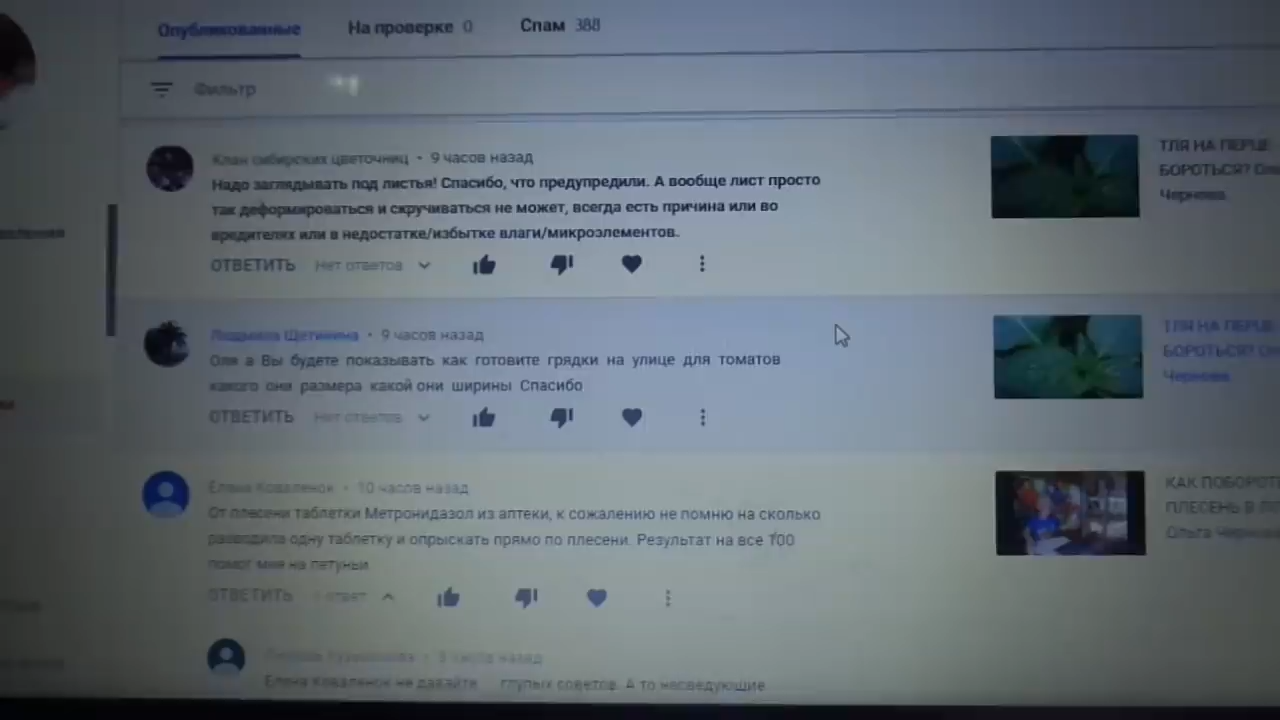 Опубликованные На проверке 0 Спам 388
Фильтр
Клан сибирских цветочниц • 9 часов назад
Надо заглядывать под листья! Спасибо, что предупредили. А вообще лист просто
так деформироваться и скручиваться не может, всегда есть причина или во
вредителях или в недостатке/избытке влаги/микроэлементов.
ОТВЕТИТЬ Нет ответов
ТЛЯ НА ПЕРЦЕ
БОРОТЬСЯ?
Чернова
Людмила Щетинина • 9 часов назад
Оля а Вы будете показывать как готовите грядки на улице для томатов
какого они размера какой они ширины Спасибо
ОТВЕТИТЬ Нет ответов
ТЛЯ НА ПЕРЦЕ
БОРОТЬСЯ?
Чернова
Елена Коваленок • 10 часов назад
От плесени таблетки Метронидазол из аптеки, к сожалению не помню на сколько
разводила одну таблетку и опрыскать прямо по плесени. Результат на все 100
помог мне на петуньи
ОТВЕТИТЬ 1 ответ
КАК ПОБОРОТ
ПЛЕСЕНЬ В
Ольга
9 часов назад
Елена Коваленок не давайте глупых советов. А то несведующие